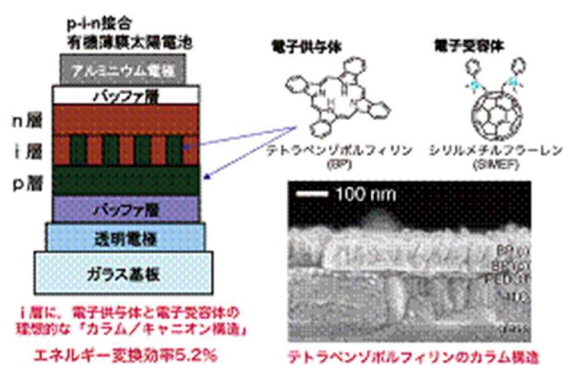 p-i-n接合
有機薄膜太陽電池
アルミニウム電極
バッファ層
n層
i層
p層
バッファ層
透明電極
ガラス基板
i層に、電子供与体と電子受容体の
理想的な「カラム／キャニオン構造」
エネルギー変換効率5.2%
電子供与体
テトラベンゾポルフィリン
(BP)
電子受容体
シリルメチルフラーレン
(SIMEF)
100 nm
テトラベンゾポルフィリンのカラム構造